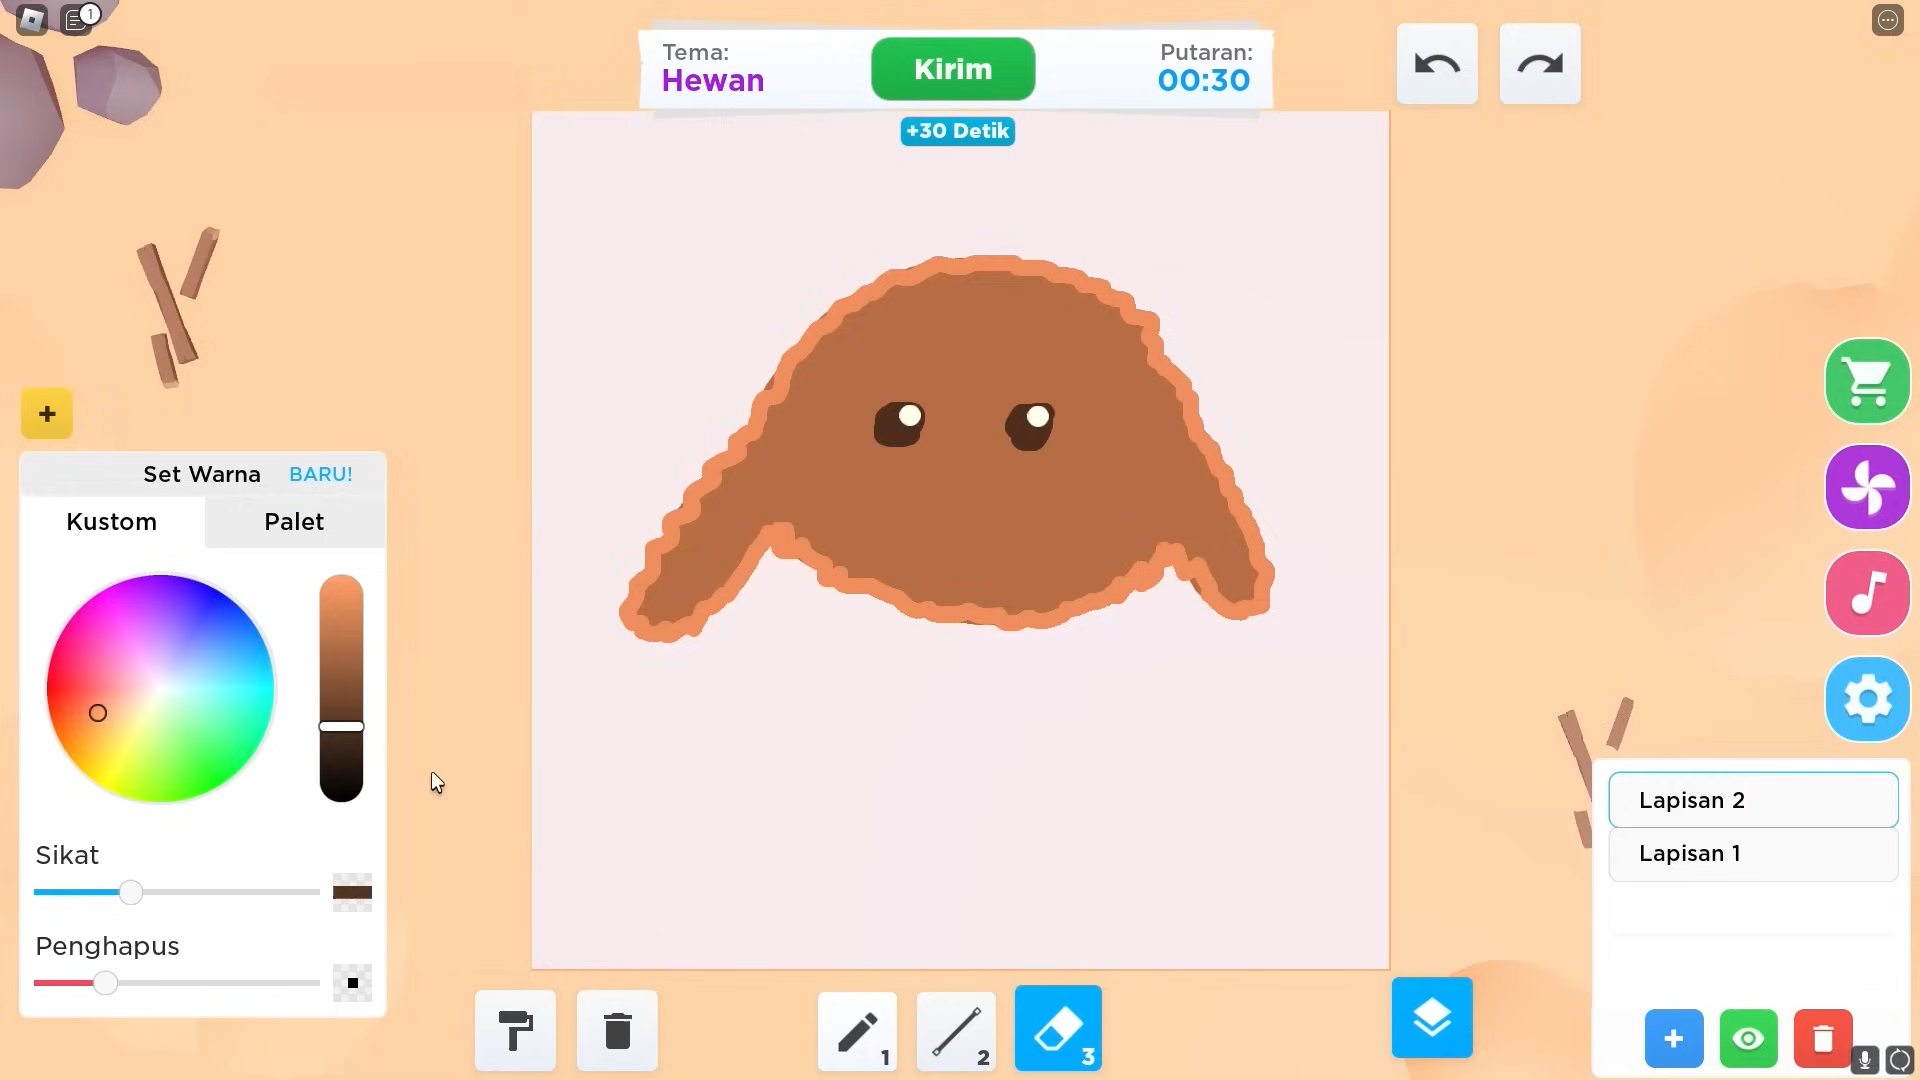 1
Tema:
Hewan
Kirim
Putaran:
00:30
+30 Detik
+
Set Warna BARU!
Kustom
Palet
Sikat
Penghapus
1
2
3
Lapisan 2
Lapisan 1
+